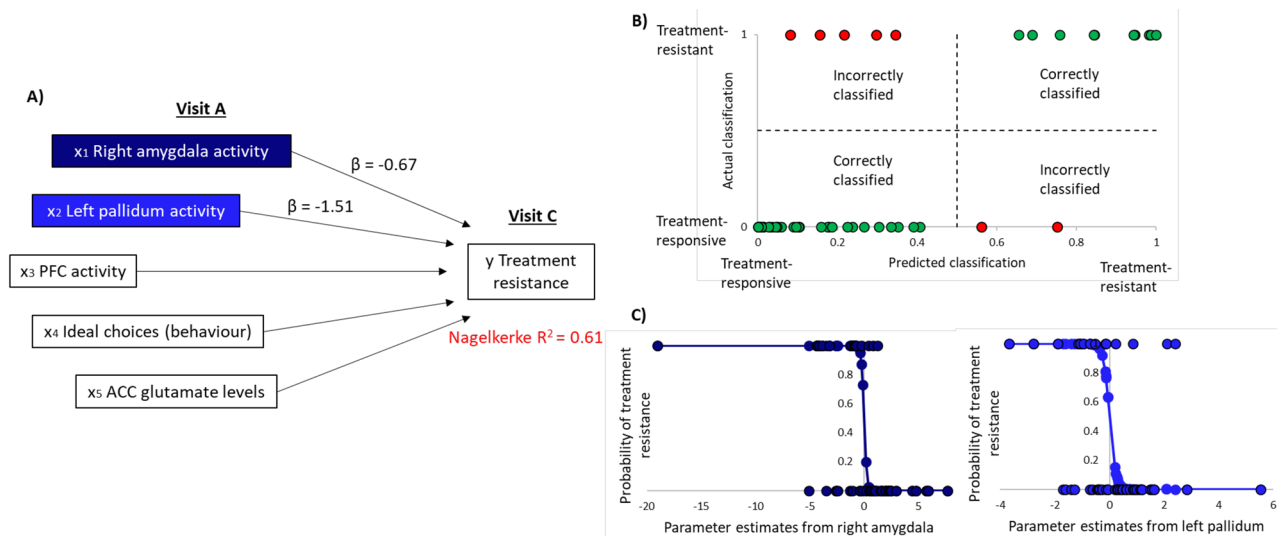 A)
Visit A
x1 Right amygdala activity
β = -0.67
x2 Left pallidum activity
β = -1.51
Visit C
x3 PFC activity
y Treatment
resistance
x4 Ideal choices (behaviour)
Nagelkerke R2 = 0.61
x5 ACC glutamate levels
B)
Treatment-
resistant
1
Incorrectly
classified
Correctly
classified
Actual classification
Correctly
classified
Incorrectly
classified
Treatment-
responsive
0
0 0.2 0.4 0.6 0.8 1
Predicted classification
Treatment-
responsive
Treatment-
resistant
C)
Probability of treatment
resistance
0.8
0.6
0.4
0.2
-20 -15 -10 -5 0 5
Parameter estimates from right amygdala
Probability of treatment
resistance
0.8
0.6
0.4
0.2
-4 -2 0 2 4 6
Parameter estimates from left pallidum